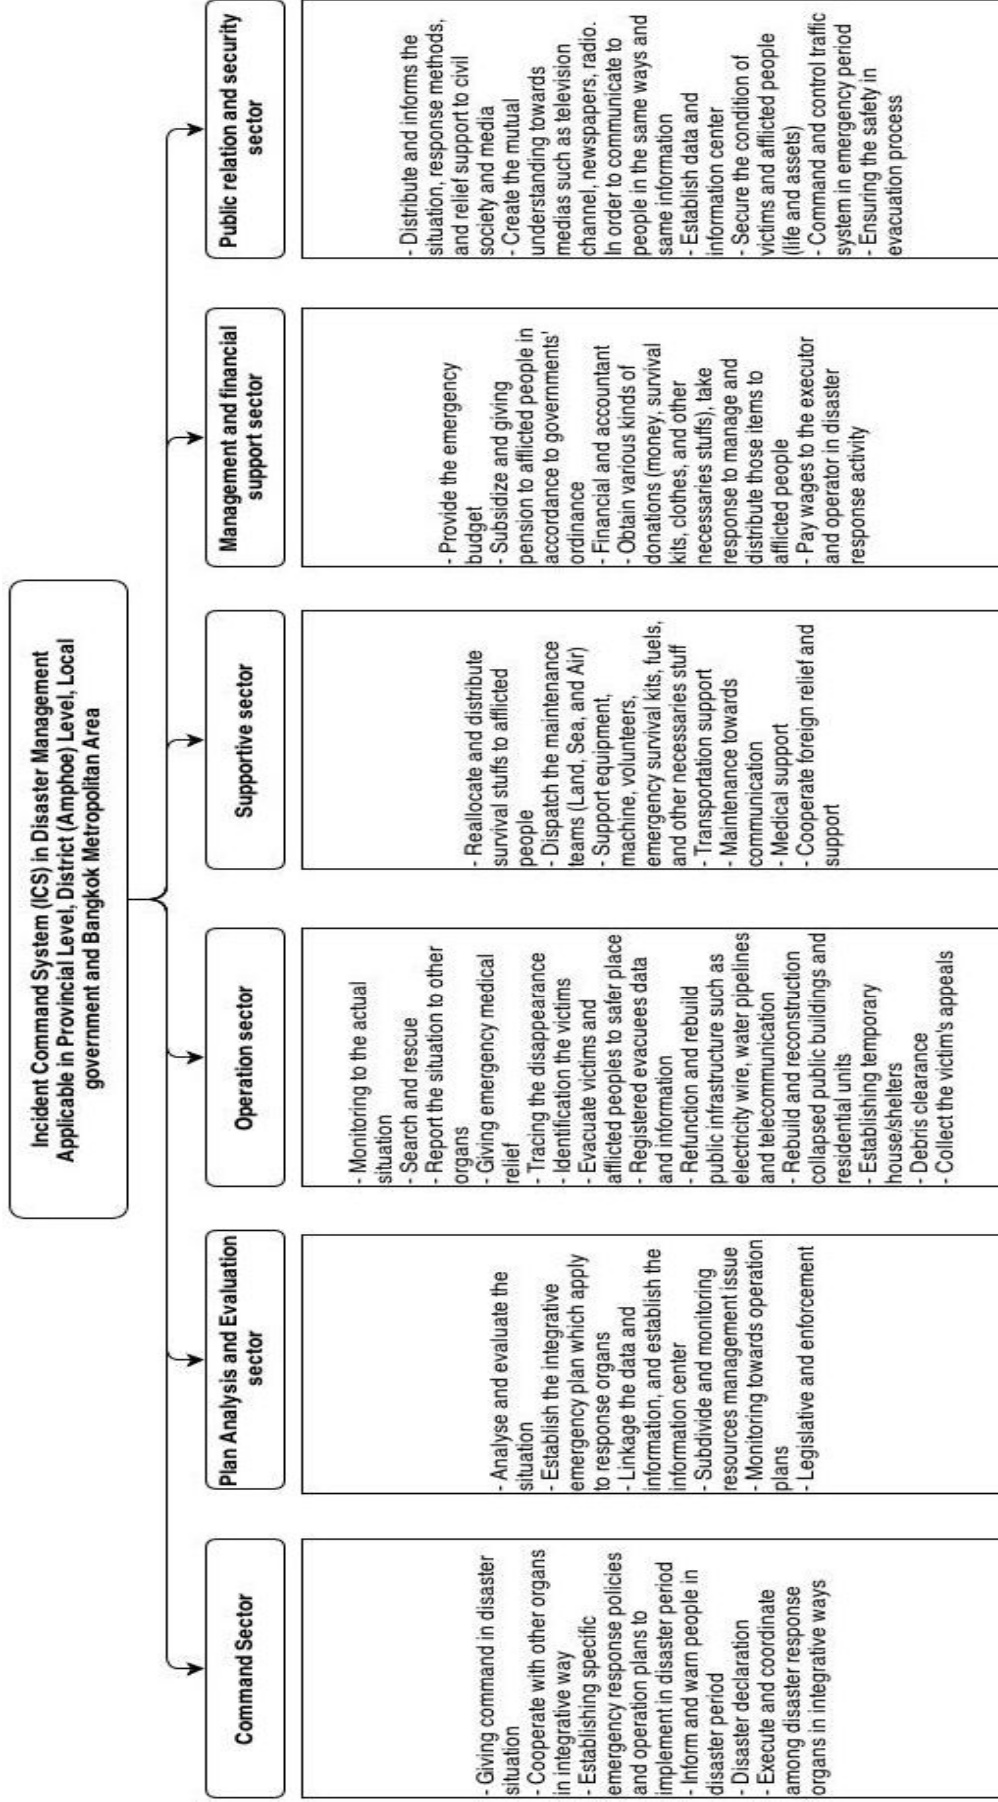 Incident Command System (ICS) in Disaster Management
Applicable in Provincial Level, District (Amphoe) Level, Local
government and Bangkok Metropolitan Area
Command Sector
- Giving command in disaster
situation
- Cooperate with other organs
in integrative way
- Establishing specific
emergency response policies
and operation plans to
implement in disaster period
- Inform and warn people in
disaster period
- Disaster declaration
- Execute and coordinate
among disaster response
organs in integrative ways
Plan Analysis and Evaluation
sector
- Analyse and evaluate the
situation
- Establish the integrative
emergency plan which apply
to response organs
- Linkage the data and
information, and establish the
information center
- Subdivide and monitoring
resources management issue
- Monitoring towards operation
plans
- Legislative and enforcement
Operation sector
- Monitoring to the actual
situation
- Search and rescue
- Report the situation to other
organs
- Giving emergency medical
relief
- Tracing the disappearance
- Identification the victims
- Evacuate victims and
afflicted peoples to safer place
- Registered evacuees data
and information
- Refunction and rebuild
public infrastructure such as
electricity wire, water pipelines
and telecommunication
- Rebuild and reconstruction
collapsed public buildings and
residential units
- Establishing temporary
house/shelters
- Debris clearance
- Collect the victim's appeals
Supportive sector
- Reallocate and distribute
survival stuffs to afflicted
people
- Dispatch the maintenance
teams (Land, Sea, and Air)
- Support equipment,
machine, volunteers,
emergency survival kits, fuels,
and other necessaries stuff
- Transportation support
- Maintenance towards
communication
- Medical support
- Cooperate foreign relief and
support
Management and financial
support sector
- Provide the emergency
budget
- Subsidize and giving
pension to afflicted people in
accordance to governments'
ordinance
- Financial and accountant
- Obtain various kinds of
donations (money, survival
kits, clothes, and other
necessaries stuffs), take
response to manage and
distribute those items to
afflicted people
- Pay wages to the executor
and operator in disaster
response activity
Public relation and security
sector
- Distribute and informs the
situation, response methods,
and relief support to civil
society and media
- Create the mutual
understanding towards
medias such as television
channel, newspapers, radio.
In order to communicate to
people in the same ways and
same information
- Establish data and
information center
- Secure the condition of
victims and afflicted people
(life and assets)
- Command and control traffic
system in emergency period
- Ensuring the safety in
evacuation process